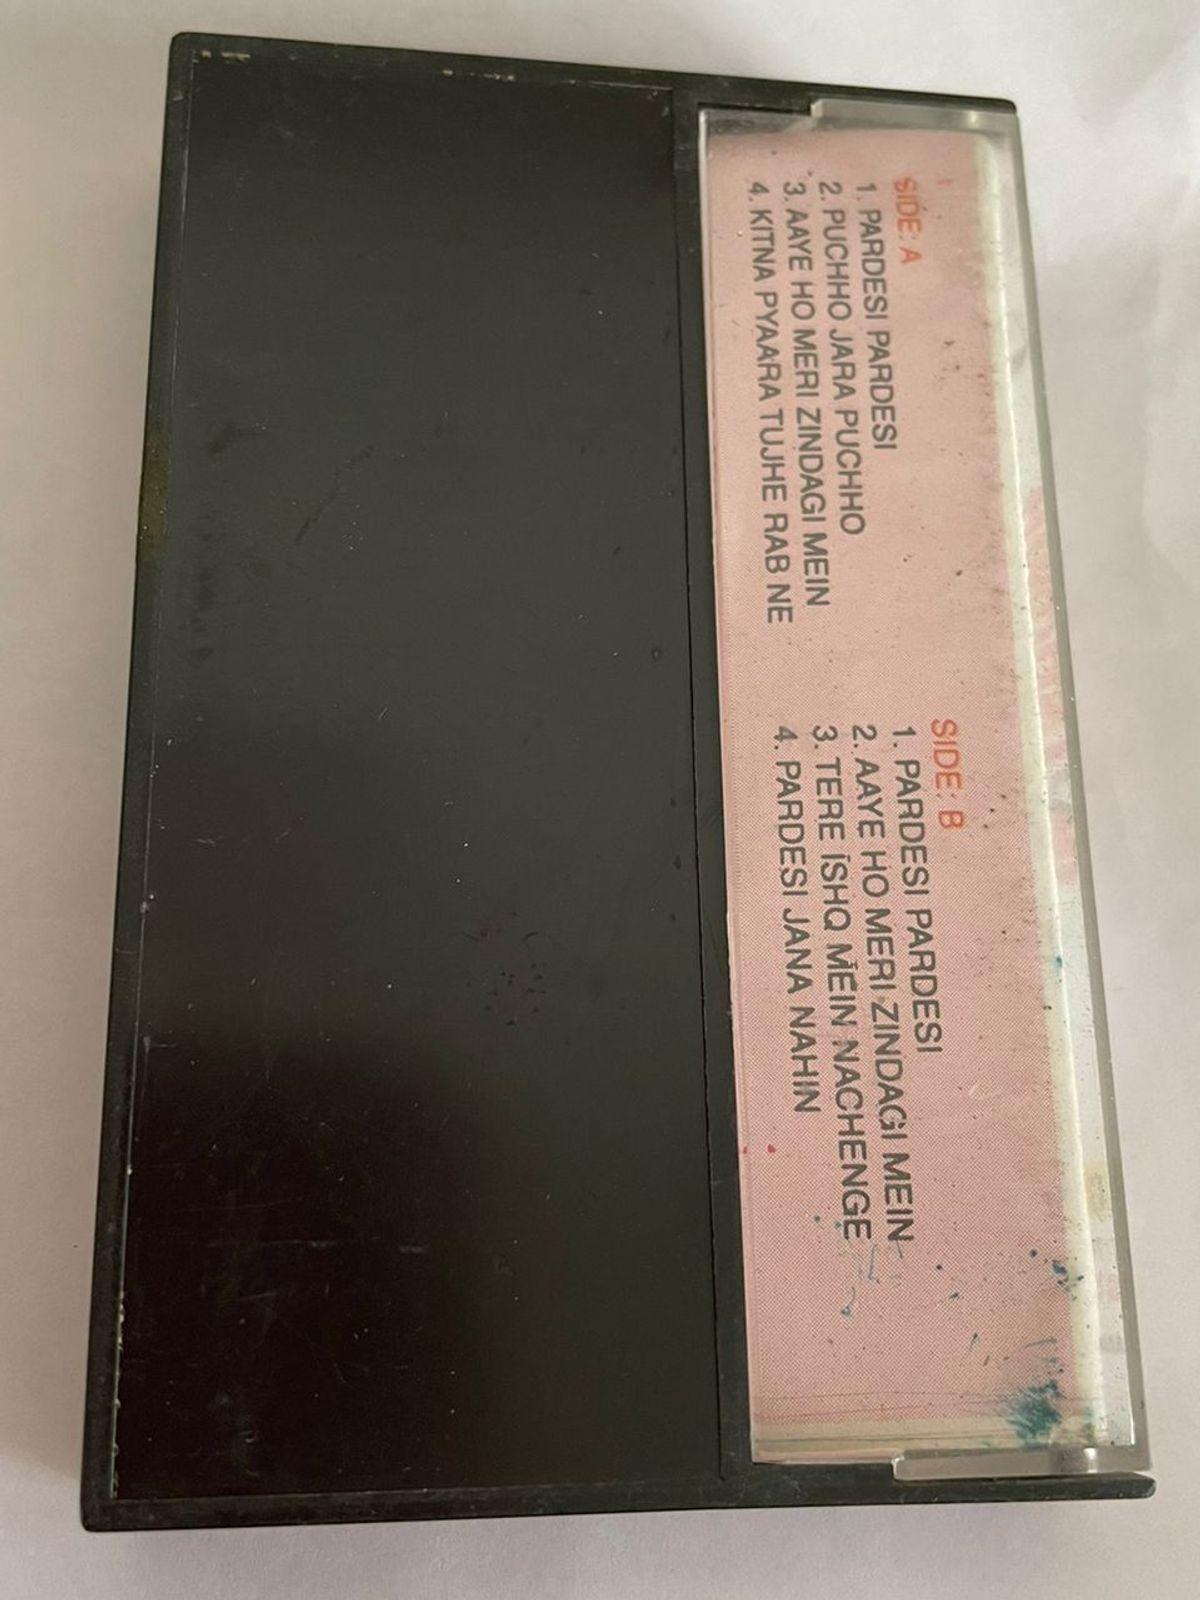 SIDE: A
1. PARDESI PARDESI
2. PUCHHO JARA PUCHHO
3. AAYE HO MERI ZINDAGI MEIN
4. KITNA PYAARA TUJHE RAB NE
SIDE: B
1. PARDESI PARDESI
2. AAYE HO MERI ZINDAGI MEIN
3. TERE ISHQ MEIN NACHENGE
4. PARDESI JANA NAHIN